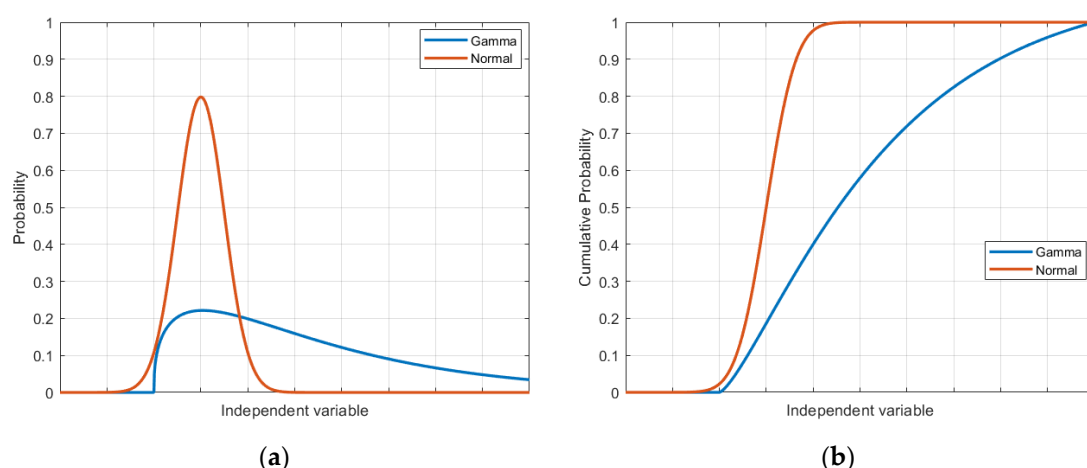 1
0.9
0.8
0.7
0.6
0.5
0.4
0.3
0.2
0.1
0
Probability
Gamma
Normal
Independent variable
(a)
1
0.9
0.8
0.7
0.6
0.5
0.4
0.3
0.2
0.1
0
Cumulative Probability
Gamma
Normal
Independent variable
(b)